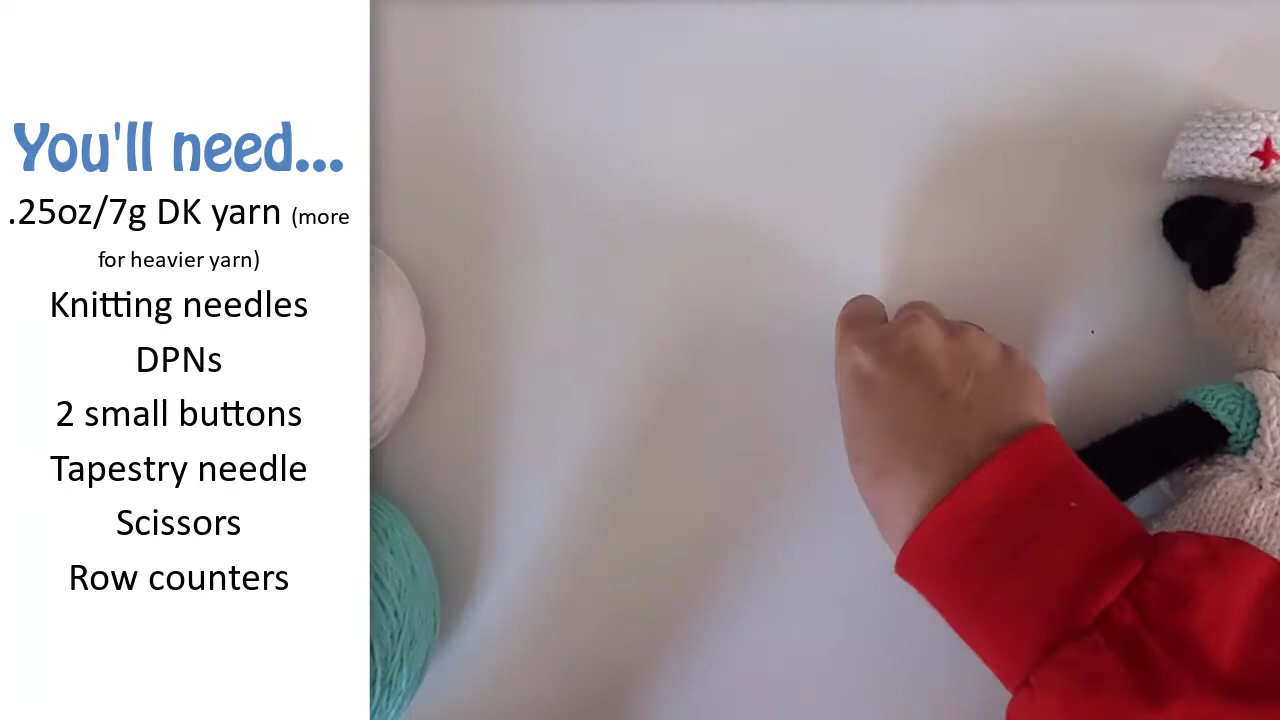 You'll need...
.25oz/7g DK yarn (more
for heavier yarn)
Knitting needles
DPNs
2 small buttons
Tapestry needle
Scissors
Row counters